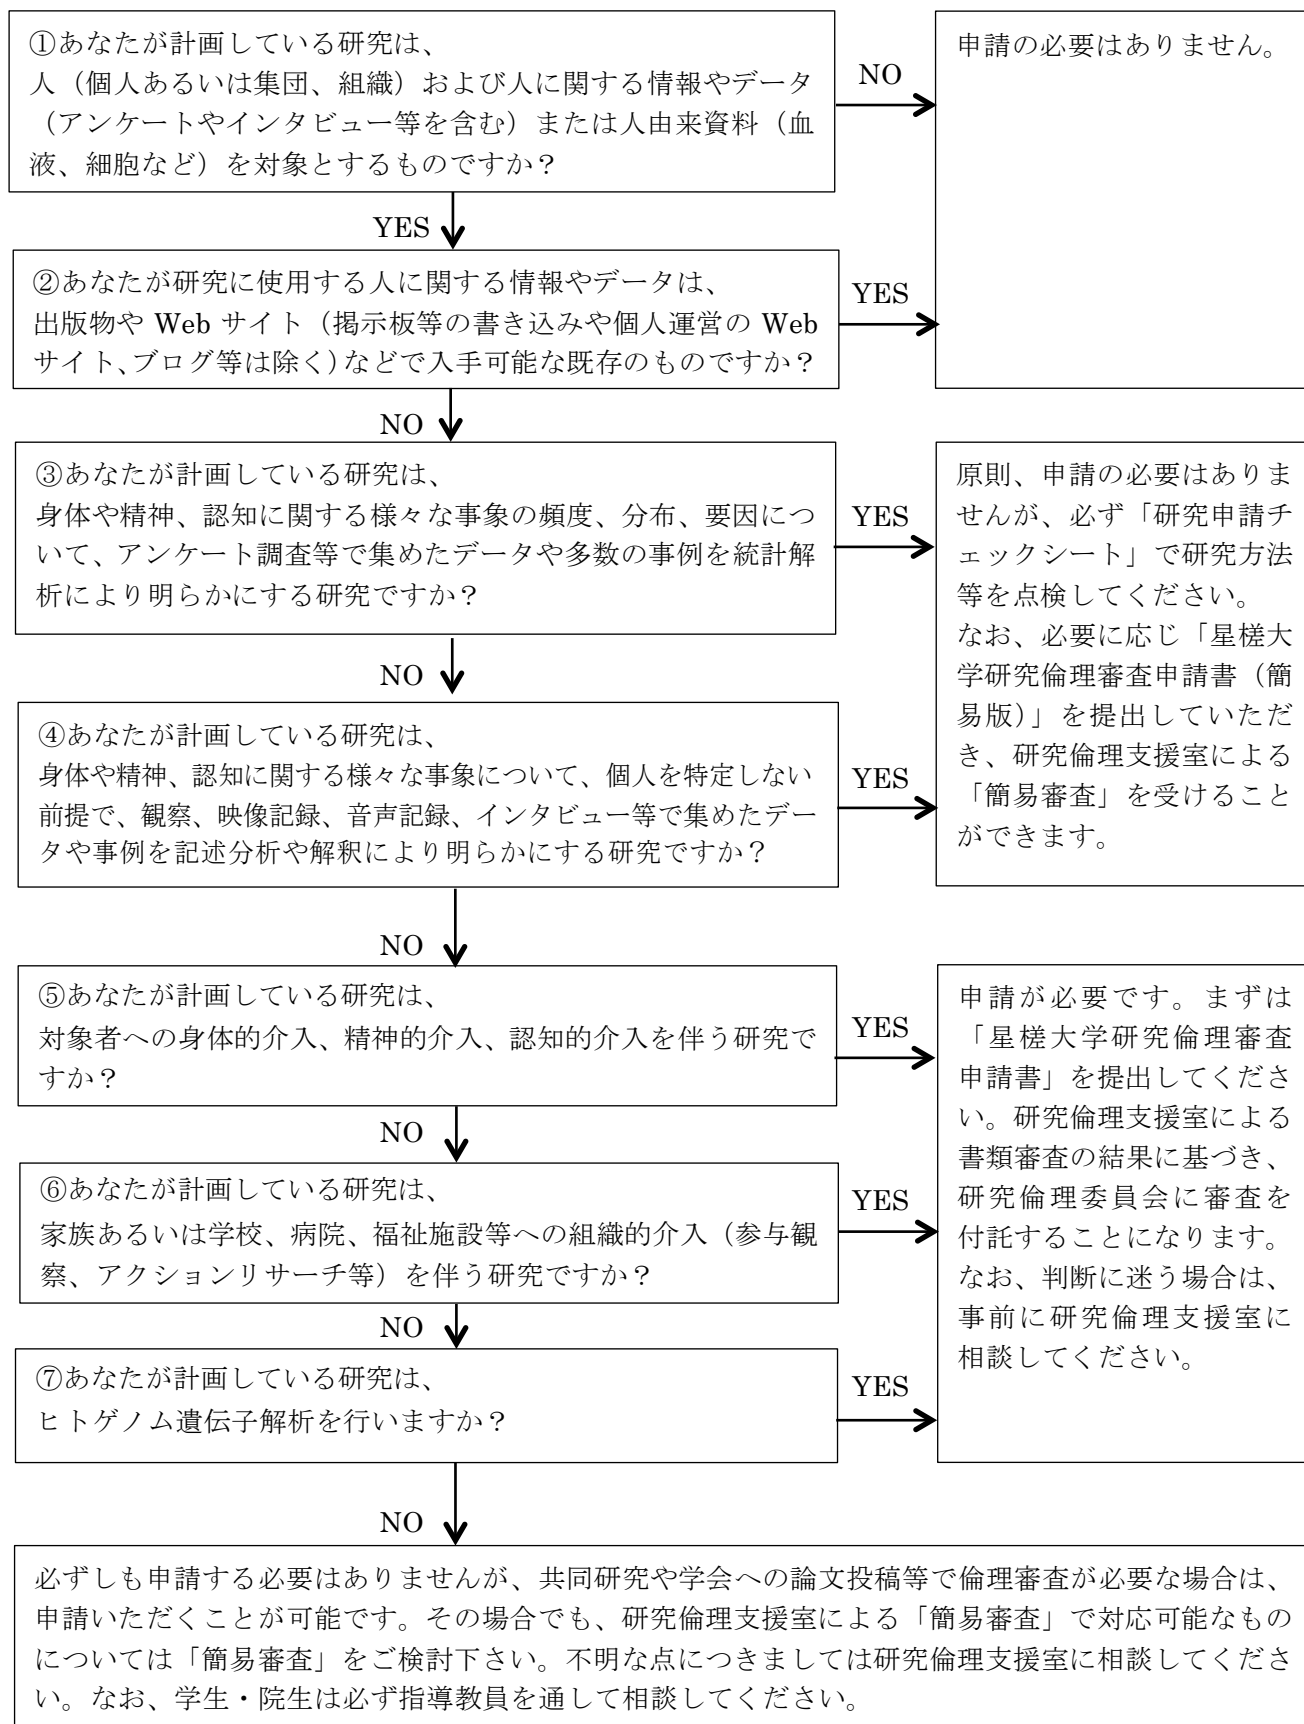 ①あなたが計画している研究は、
人（個人あるいは集団、組織）および人に関する情報やデータ
（アンケートやインタビュー等を含む）または人由来資料（血
液、細胞など）を対象とするものですか？
NO
申請の必要はありません。
YES
②あなたが研究に使用する人に関する情報やデータは、
出版物や Web サイト（掲示板等の書き込みや個人運営の Web
サイト、ブログ等は除く）などで入手可能な既存のものですか？
YES
NO
③あなたが計画している研究は、
身体や精神、認知に関する様々な事象の頻度、分布、要因につ
いて、アンケート調査等で集めたデータや多数の事例を統計解
析により明らかにする研究ですか？
YES
原則、申請の必要はありま
せんが、必ず「研究申請チ
ェックシート」で研究方法
等を点検してください。
なお、必要に応じ「星槎大
学研究倫理審査申請書（簡
易版）」を提出していただ
き、研究倫理支援室による
「簡易審査」を受けること
ができます。
NO
④あなたが計画している研究は、
身体や精神、認知に関する様々な事象について、個人を特定しない
前提で、観察、映像記録、音声記録、インタビュー等で集めたデー
タや事例を記述分析や解釈により明らかにする研究ですか？
YES
NO
⑤あなたが計画している研究は、
対象者への身体的介入、精神的介入、認知的介入を伴う研究で
すか？
YES
申請が必要です。まずは
「星槎大学研究倫理審査
申請書」を提出してくださ
い。研究倫理支援室による
書類審査の結果に基づき、
研究倫理委員会に審査を
付託することになります。
なお、判断に迷う場合は、
事前に研究倫理支援室に
相談してください。
NO
⑥あなたが計画している研究は、
家族あるいは学校、病院、福祉施設等への組織的介入（参与観
察、アクションリサーチ等）を伴う研究ですか？
YES
NO
⑦あなたが計画している研究は、
ヒトゲノム遺伝子解析を行いますか？
YES
NO
必ずしも申請する必要はありませんが、共同研究や学会への論文投稿等で倫理審査が必要な場合は、
申請いただくことが可能です。その場合でも、研究倫理支援室による「簡易審査」で対応可能なもの
については「簡易審査」をご検討下さい。不明な点につきましては研究倫理支援室に相談してくださ
い。なお、学生・院生は必ず指導教員を通して相談してください。